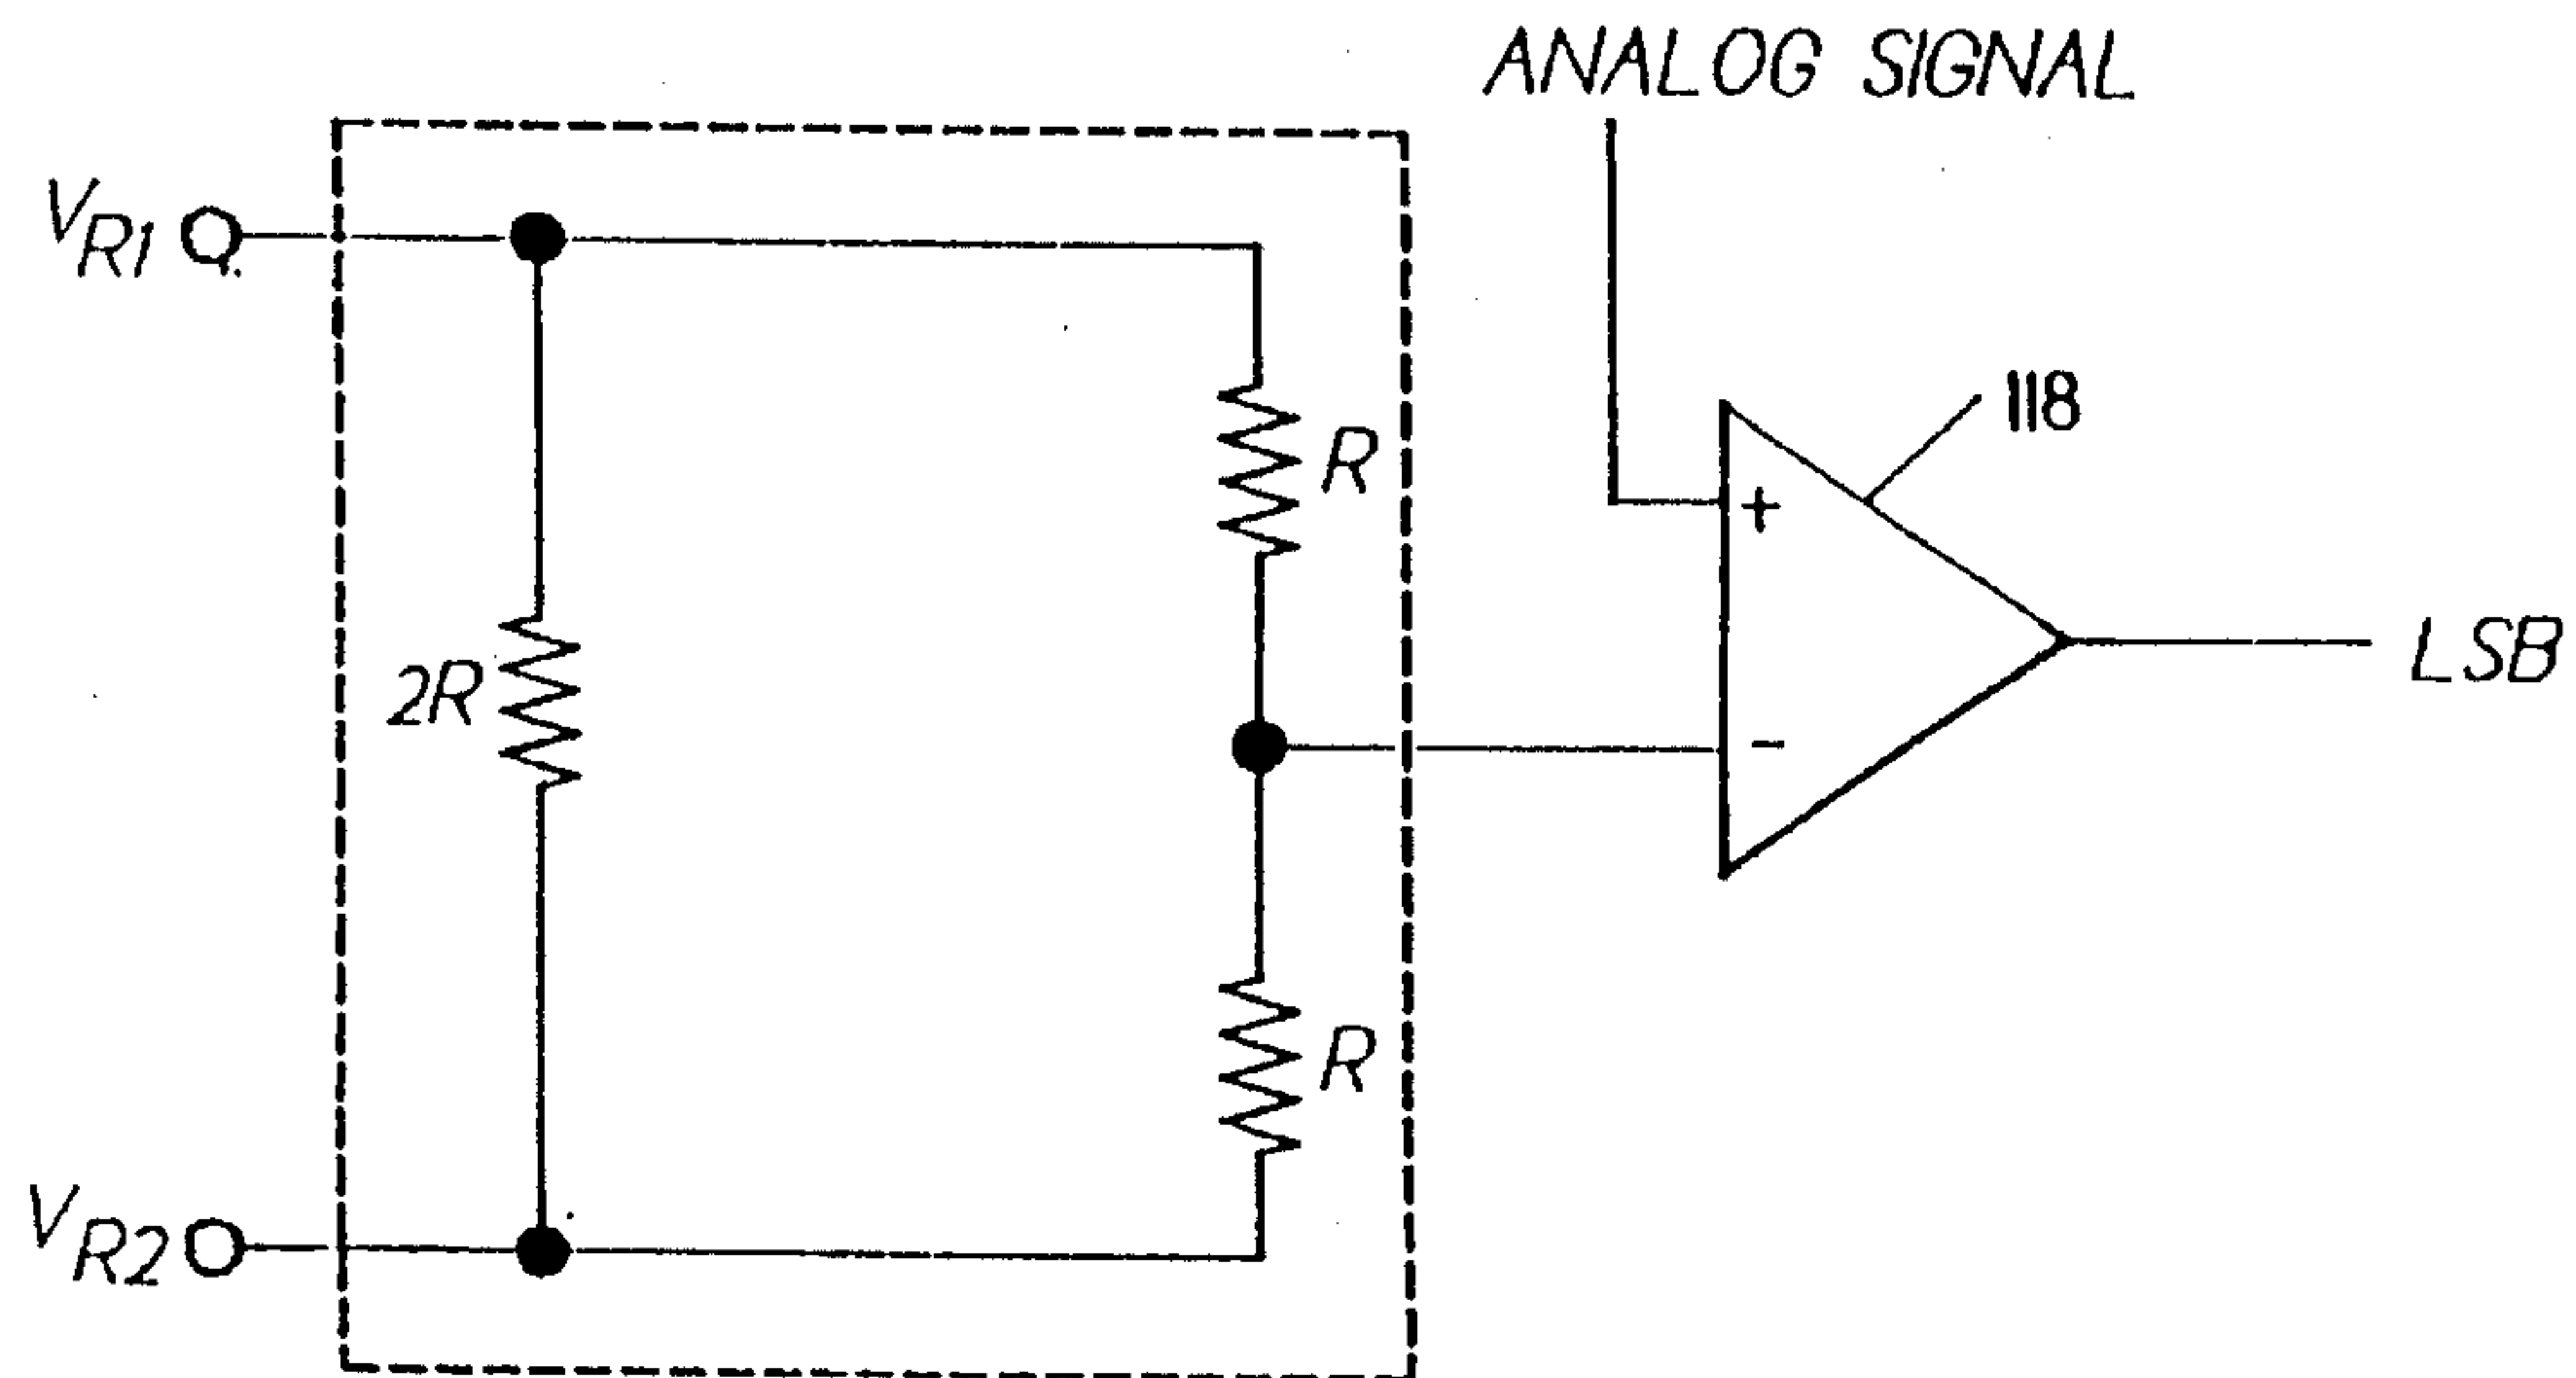 ANALOG SIGNAL
VR1
118
R
+
LSB
2R
-
R
VR2